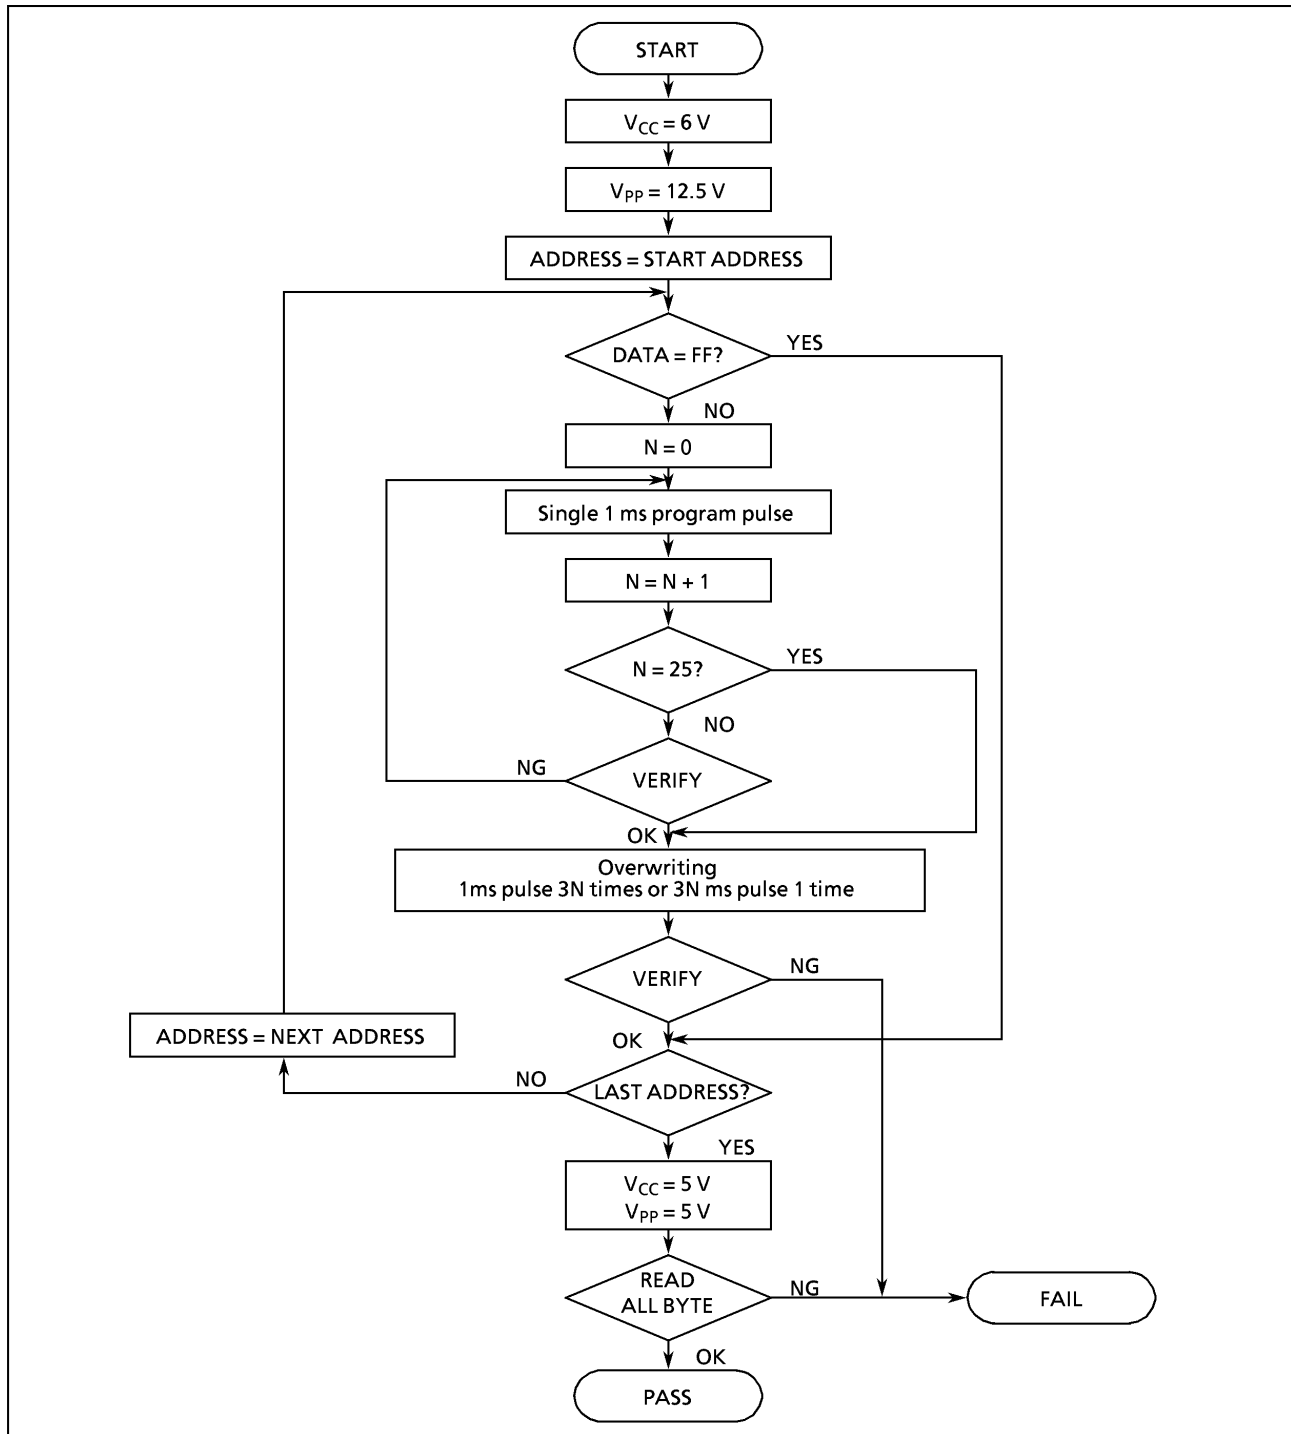 START
VCC = 6 V
VPP = 12.5 V
ADDRESS = START ADDRESS
DATA = FF?
YES
NO
N = 0
Single 1 ms program pulse
N = N + 1
N = 25?
YES
NO
NG
VERIFY
OK
Overwriting
1ms pulse 3N times or 3N ms pulse 1 time
VERIFY
NG
ADDRESS = NEXT ADDRESS
OK
NO
LAST ADDRESS?
YES
VCC = 5 V
VPP = 5 V
READ
ALL BYTE
NG
FAIL
OK
PASS